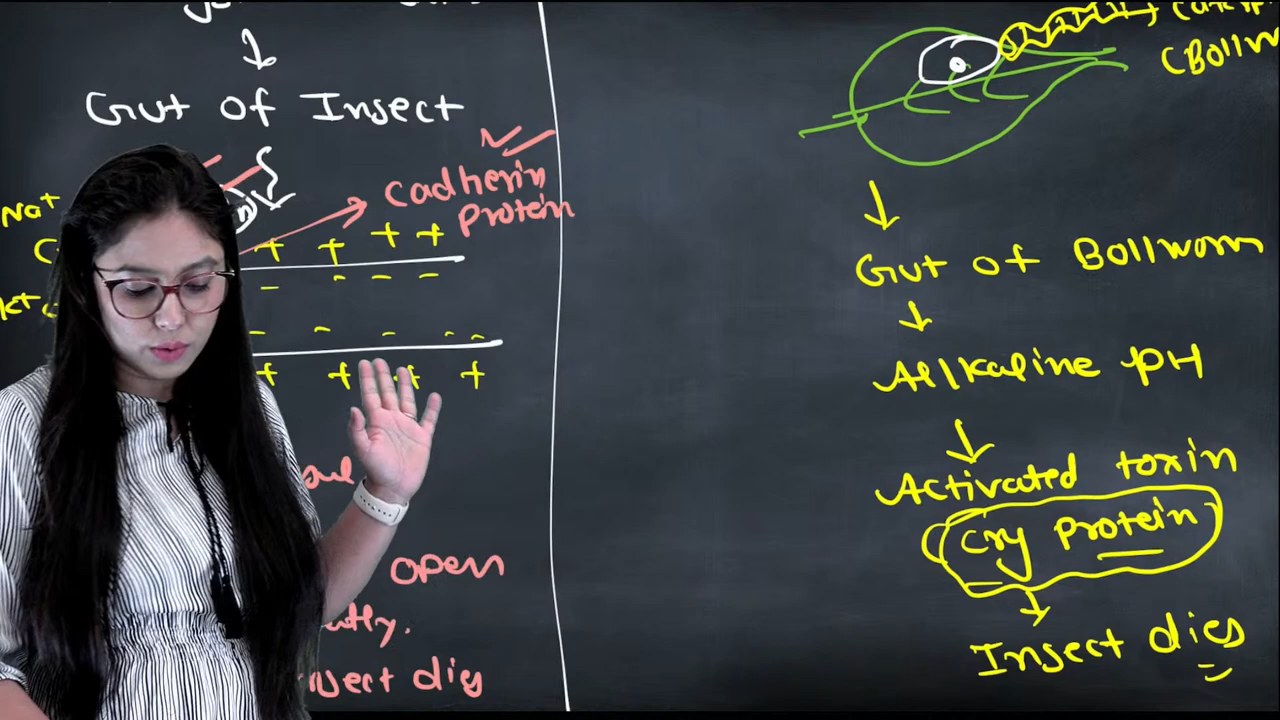 Gut of Insect
Na+
Cadherin
Protein
+ + + +
- - -
- - - - -
+ + + +
open
Insect dies
(Bollw
Gut of Bollworm
Alkaline pH
Activated toxin
Cry Protein
Insect dies